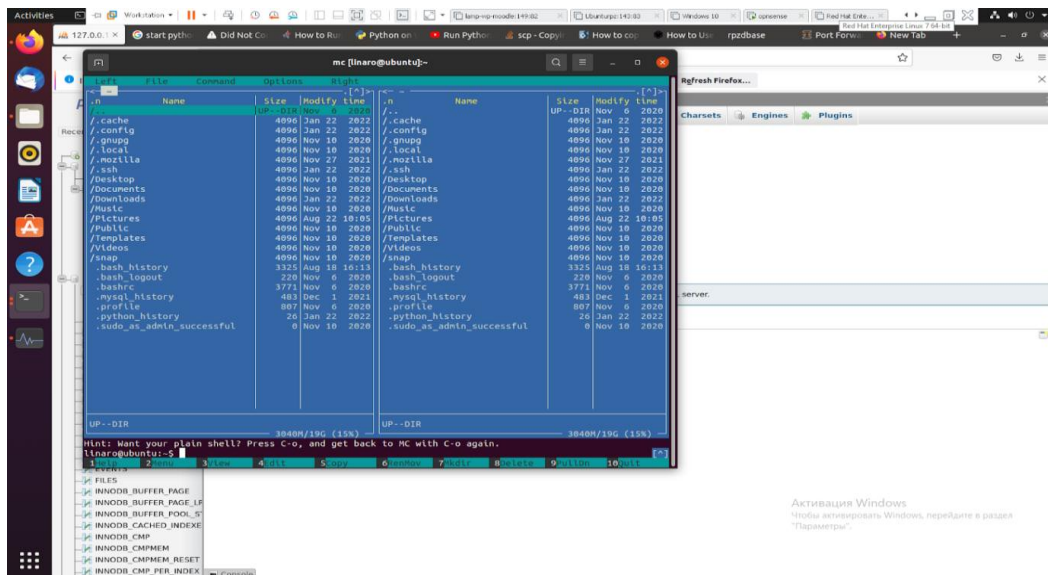 Activities
Workstation
lamp-wp-moodle:149:82
Ubunturps:143:80
Windows 10
opnsense
Red Hat Ente...
Red Hat Enterprise Linux 7 64-bit
127.0.0.1
start pytho
A Did Not Co
How to Ru
Python on
Run Python
scp - Copyi
How to cop
How to Use
rpzdbase
Port Forwa
New Tab
mc [linaro@ubuntu]:~
Refresh Firefox...
Charsets
Engines
Plugins
Rece
server.
Left File Command Options Right
.n Name Size Modify time .n Name Size Modify time
/.. UP--DIR Nov 6 2020 /.. UP--DIR Nov 6 2020
/.cache 4096 Jan 22 2022 /.cache 4096 Jan 22 2022
/.config 4096 Jan 22 2022 /.config 4096 Jan 22 2022
/.gnupg 4096 Nov 10 2020 /.gnupg 4096 Nov 10 2020
/.local 4096 Nov 10 2020 /.local 4096 Nov 10 2020
/.mozilla 4096 Nov 27 2021 /.mozilla 4096 Nov 27 2021
/.ssh 4096 Jan 22 2022 /.ssh 4096 Jan 22 2022
/Desktop 4096 Nov 10 2020 /Desktop 4096 Nov 10 2020
/Documents 4096 Nov 10 2020 /Documents 4096 Nov 10 2020
/Downloads 4096 Jan 22 2022 /Downloads 4096 Jan 22 2022
/Music 4096 Nov 10 2020 /Music 4096 Nov 10 2020
/Pictures 4096 Aug 22 10:05 /Pictures 4096 Aug 22 10:05
/Public 4096 Nov 10 2020 /Public 4096 Nov 10 2020
/Templates 4096 Nov 10 2020 /Templates 4096 Nov 10 2020
/Videos 4096 Nov 10 2020 /Videos 4096 Nov 10 2020
/snap 4096 Nov 10 2020 /snap 4096 Nov 10 2020
.bash_history 3325 Aug 18 16:13 .bash_history 3325 Aug 18 16:13
.bash_logout 220 Nov 6 2020 .bash_logout 220 Nov 6 2020
.bashrc 3771 Nov 6 2020 .bashrc 3771 Nov 6 2020
.mysql_history 483 Dec 1 2021 .mysql_history 483 Dec 1 2021
.profile 807 Nov 6 2020 .profile 807 Nov 6 2020
.python_history 26 Jan 22 2022 .python_history 26 Jan 22 2022
.sudo_as_admin_successful 0 Nov 10 2020 .sudo_as_admin_successful 0 Nov 10 2020
UP--DIR UP--DIR
3040M/19G (15%) 3040M/19G (15%)
Hint: Want your plain shell? Press C-o, and get back to MC with C-o again.
linaro@ubuntu:~$ [^]
1Help 2Menu 3View 4Edit 5Copy 6RenMov 7Mkdir 8Delete 9PullDn 10Quit
EVENTS
FILES
INNODB_BUFFER_PAGE
INNODB_BUFFER_PAGE_LR
INNODB_BUFFER_POOL_S
INNODB_CACHED_INDEXE
INNODB_CMP
INNODB_CMPMEM
INNODB_CMPMEM_RESET
INNODB_CMP_PER_INDEX
Console
Активация Windows
Чтобы активировать Windows, перейдите в раздел
"Параметры".